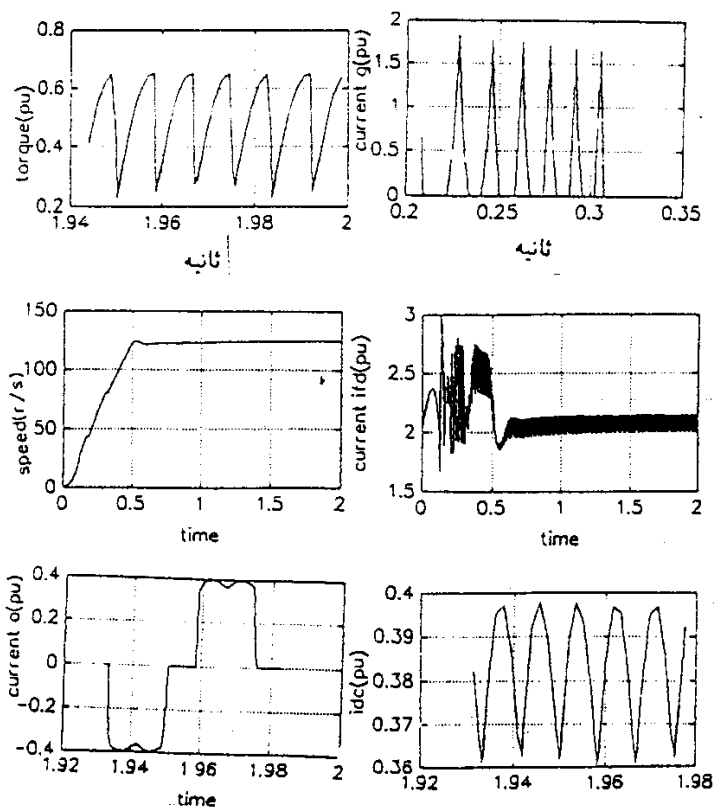 torque(pu)
0.8
0.6
0.4
0.2
1.94 1.96 1.98 2
ثانیه
current g(pu)
2
1.5
1
0.5
0
0.2 0.25 0.3 0.35
ثانیه
speed(r/s)
150
100
50
0
0 0.5 1 1.5 2
time
current ifd(pu)
3
2.5
2
1.5
0 0.5 1 1.5 2
time
current a(pu)
0.4
0.2
0
-0.2
-0.4
1.92 1.94 1.96 1.98 2
time
idc(pu)
0.4
0.39
0.38
0.37
0.36
1.92 1.94 1.96 1.98